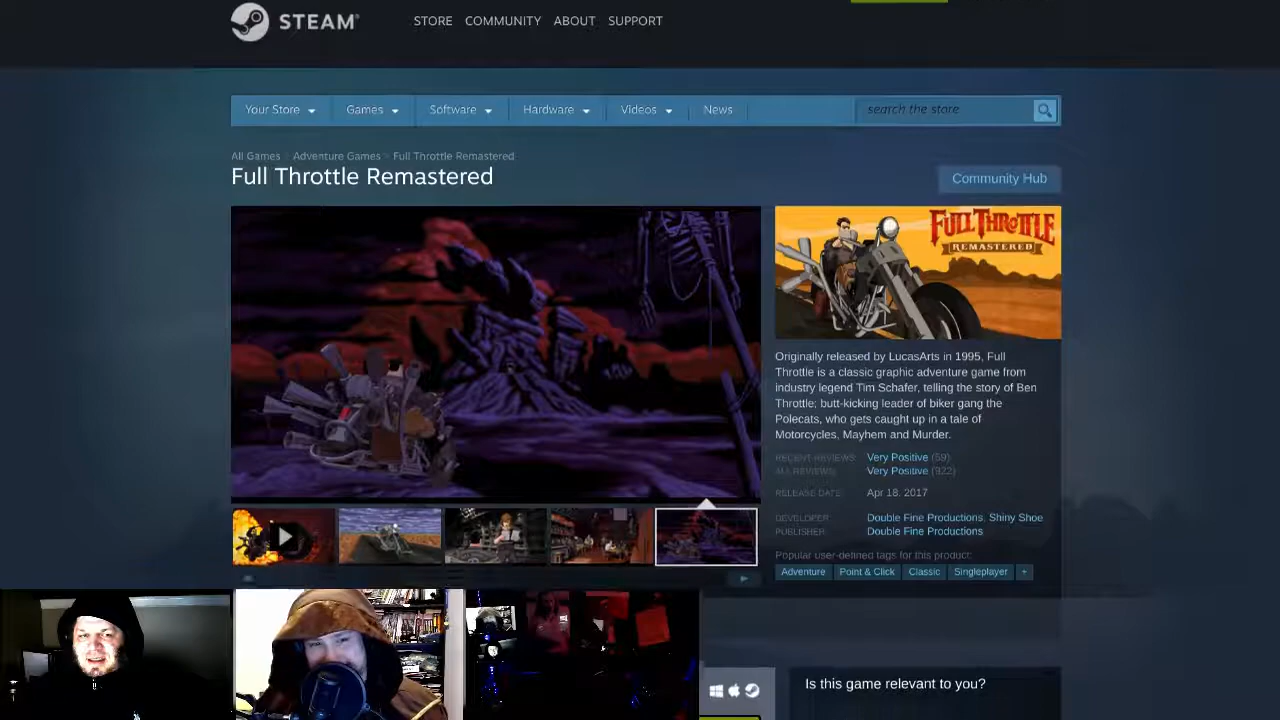 STEAM
STORE COMMUNITY ABOUT SUPPORT
Your Store Games Software Hardware Videos News search the store
All Games Adventure Games Full Throttle Remastered
Full Throttle Remastered
Community Hub
FULL THROTTLE
REMASTERED
Originally released by LucasArts in 1995, Full
Throttle is a classic graphic adventure game from
industry legend Tim Schafer, telling the story of Ben
Throttle; butt-kicking leader of biker gang the
Polecats, who gets caught up in a tale of
Motorcycles, Mayhem and Murder.
RECENT REVIEWS: Very Positive (59)
ALL REVIEWS: Very Positive (922)
RELEASE DATE: Apr 18, 2017
DEVELOPER: Double Fine Productions, Shiny Shoe
PUBLISHER: Double Fine Productions
Popular user-defined tags for this product:
Adventure Point & Click Classic Singleplayer +
Is this game relevant to you?